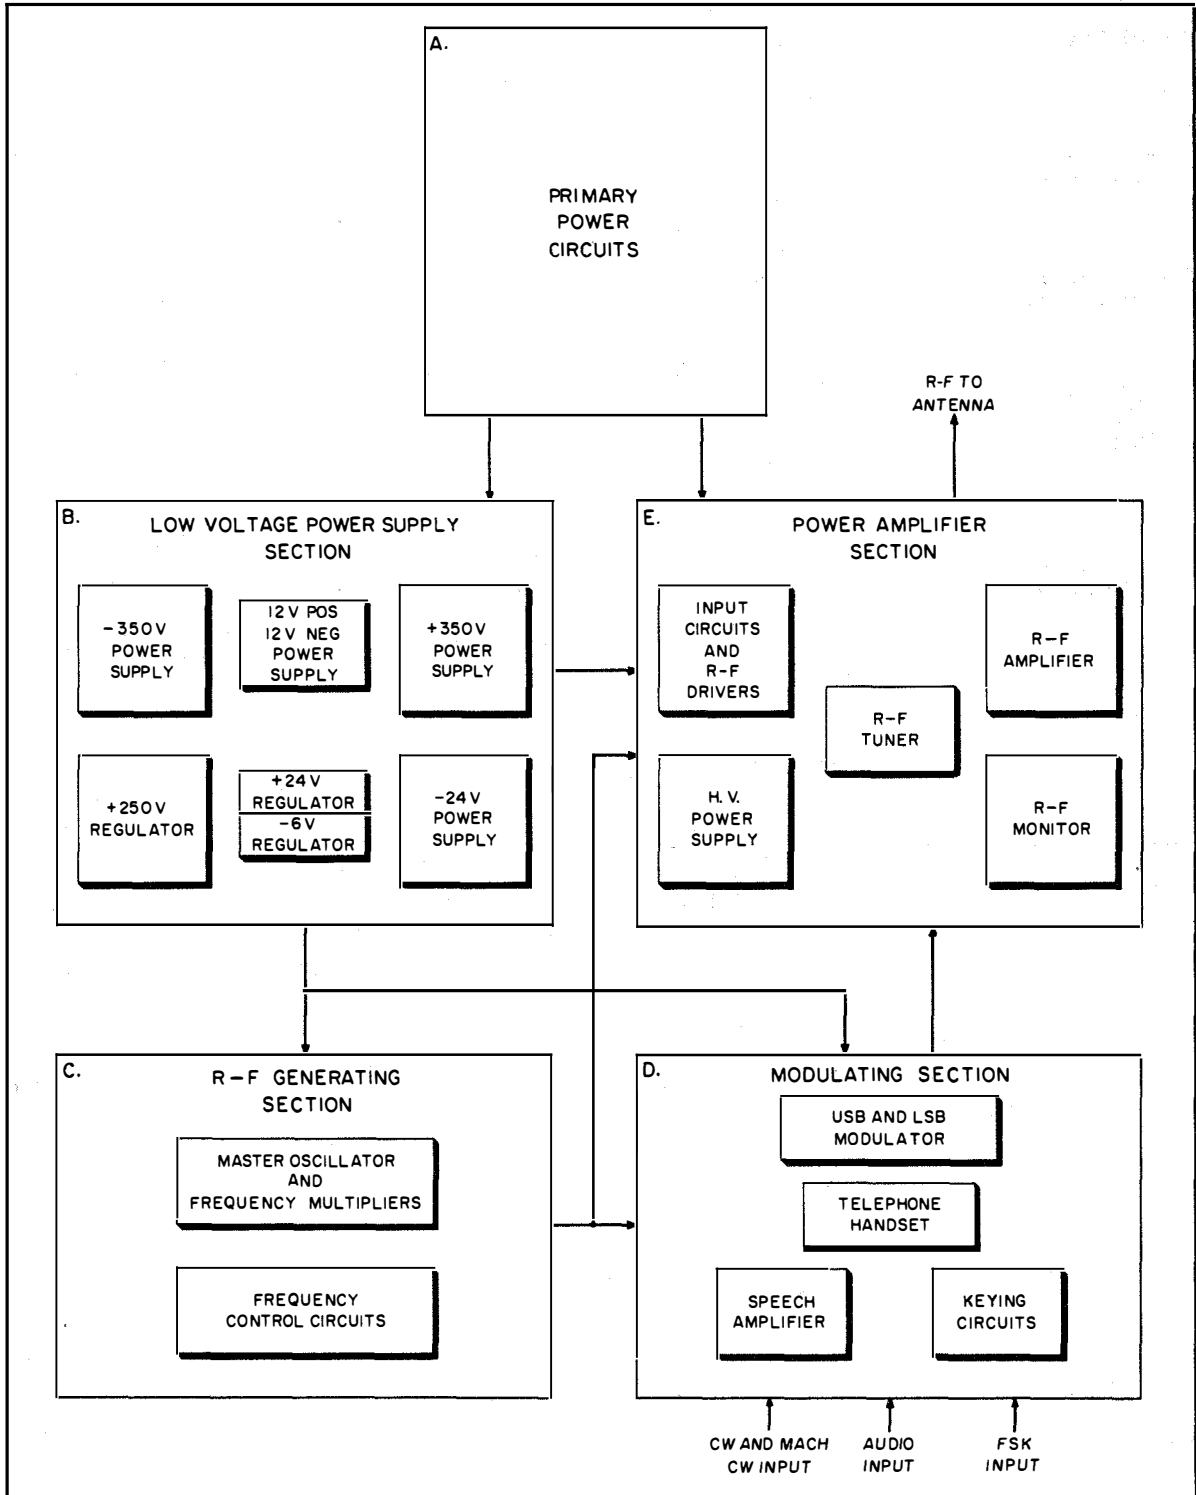 A.
PRIMARY
POWER
CIRCUITS
R-F TO
ANTENNA
B.
LOW VOLTAGE POWER SUPPLY
SECTION
-350V
POWER
SUPPLY
12V POS
12V NEG
POWER
SUPPLY
+350V
POWER
SUPPLY
+250V
REGULATOR
+24V
REGULATOR
-6V
REGULATOR
-24V
POWER
SUPPLY
E.
POWER AMPLIFIER
SECTION
INPUT
CIRCUITS
AND
R-F
DRIVERS
R-F
TUNER
R-F
AMPLIFIER
H.V.
POWER
SUPPLY
R-F
MONITOR
C.
R-F GENERATING
SECTION
MASTER OSCILLATOR
AND
FREQUENCY MULTIPLIERS
FREQUENCY
CONTROL CIRCUITS
D.
MODULATING SECTION
USB AND LSB
MODULATOR
TELEPHONE
HANDSET
SPEECH
AMPLIFIER
KEYING
CIRCUITS
CW AND MACH
CW INPUT
AUDIO
INPUT
FSK
INPUT